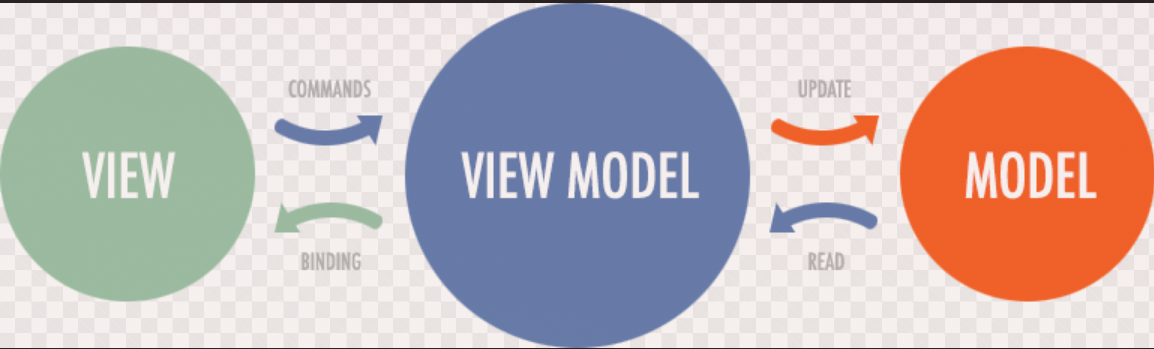 COMMANDS
UPDATE
VIEW
VIEW MODEL
MODEL
BINDING
READ